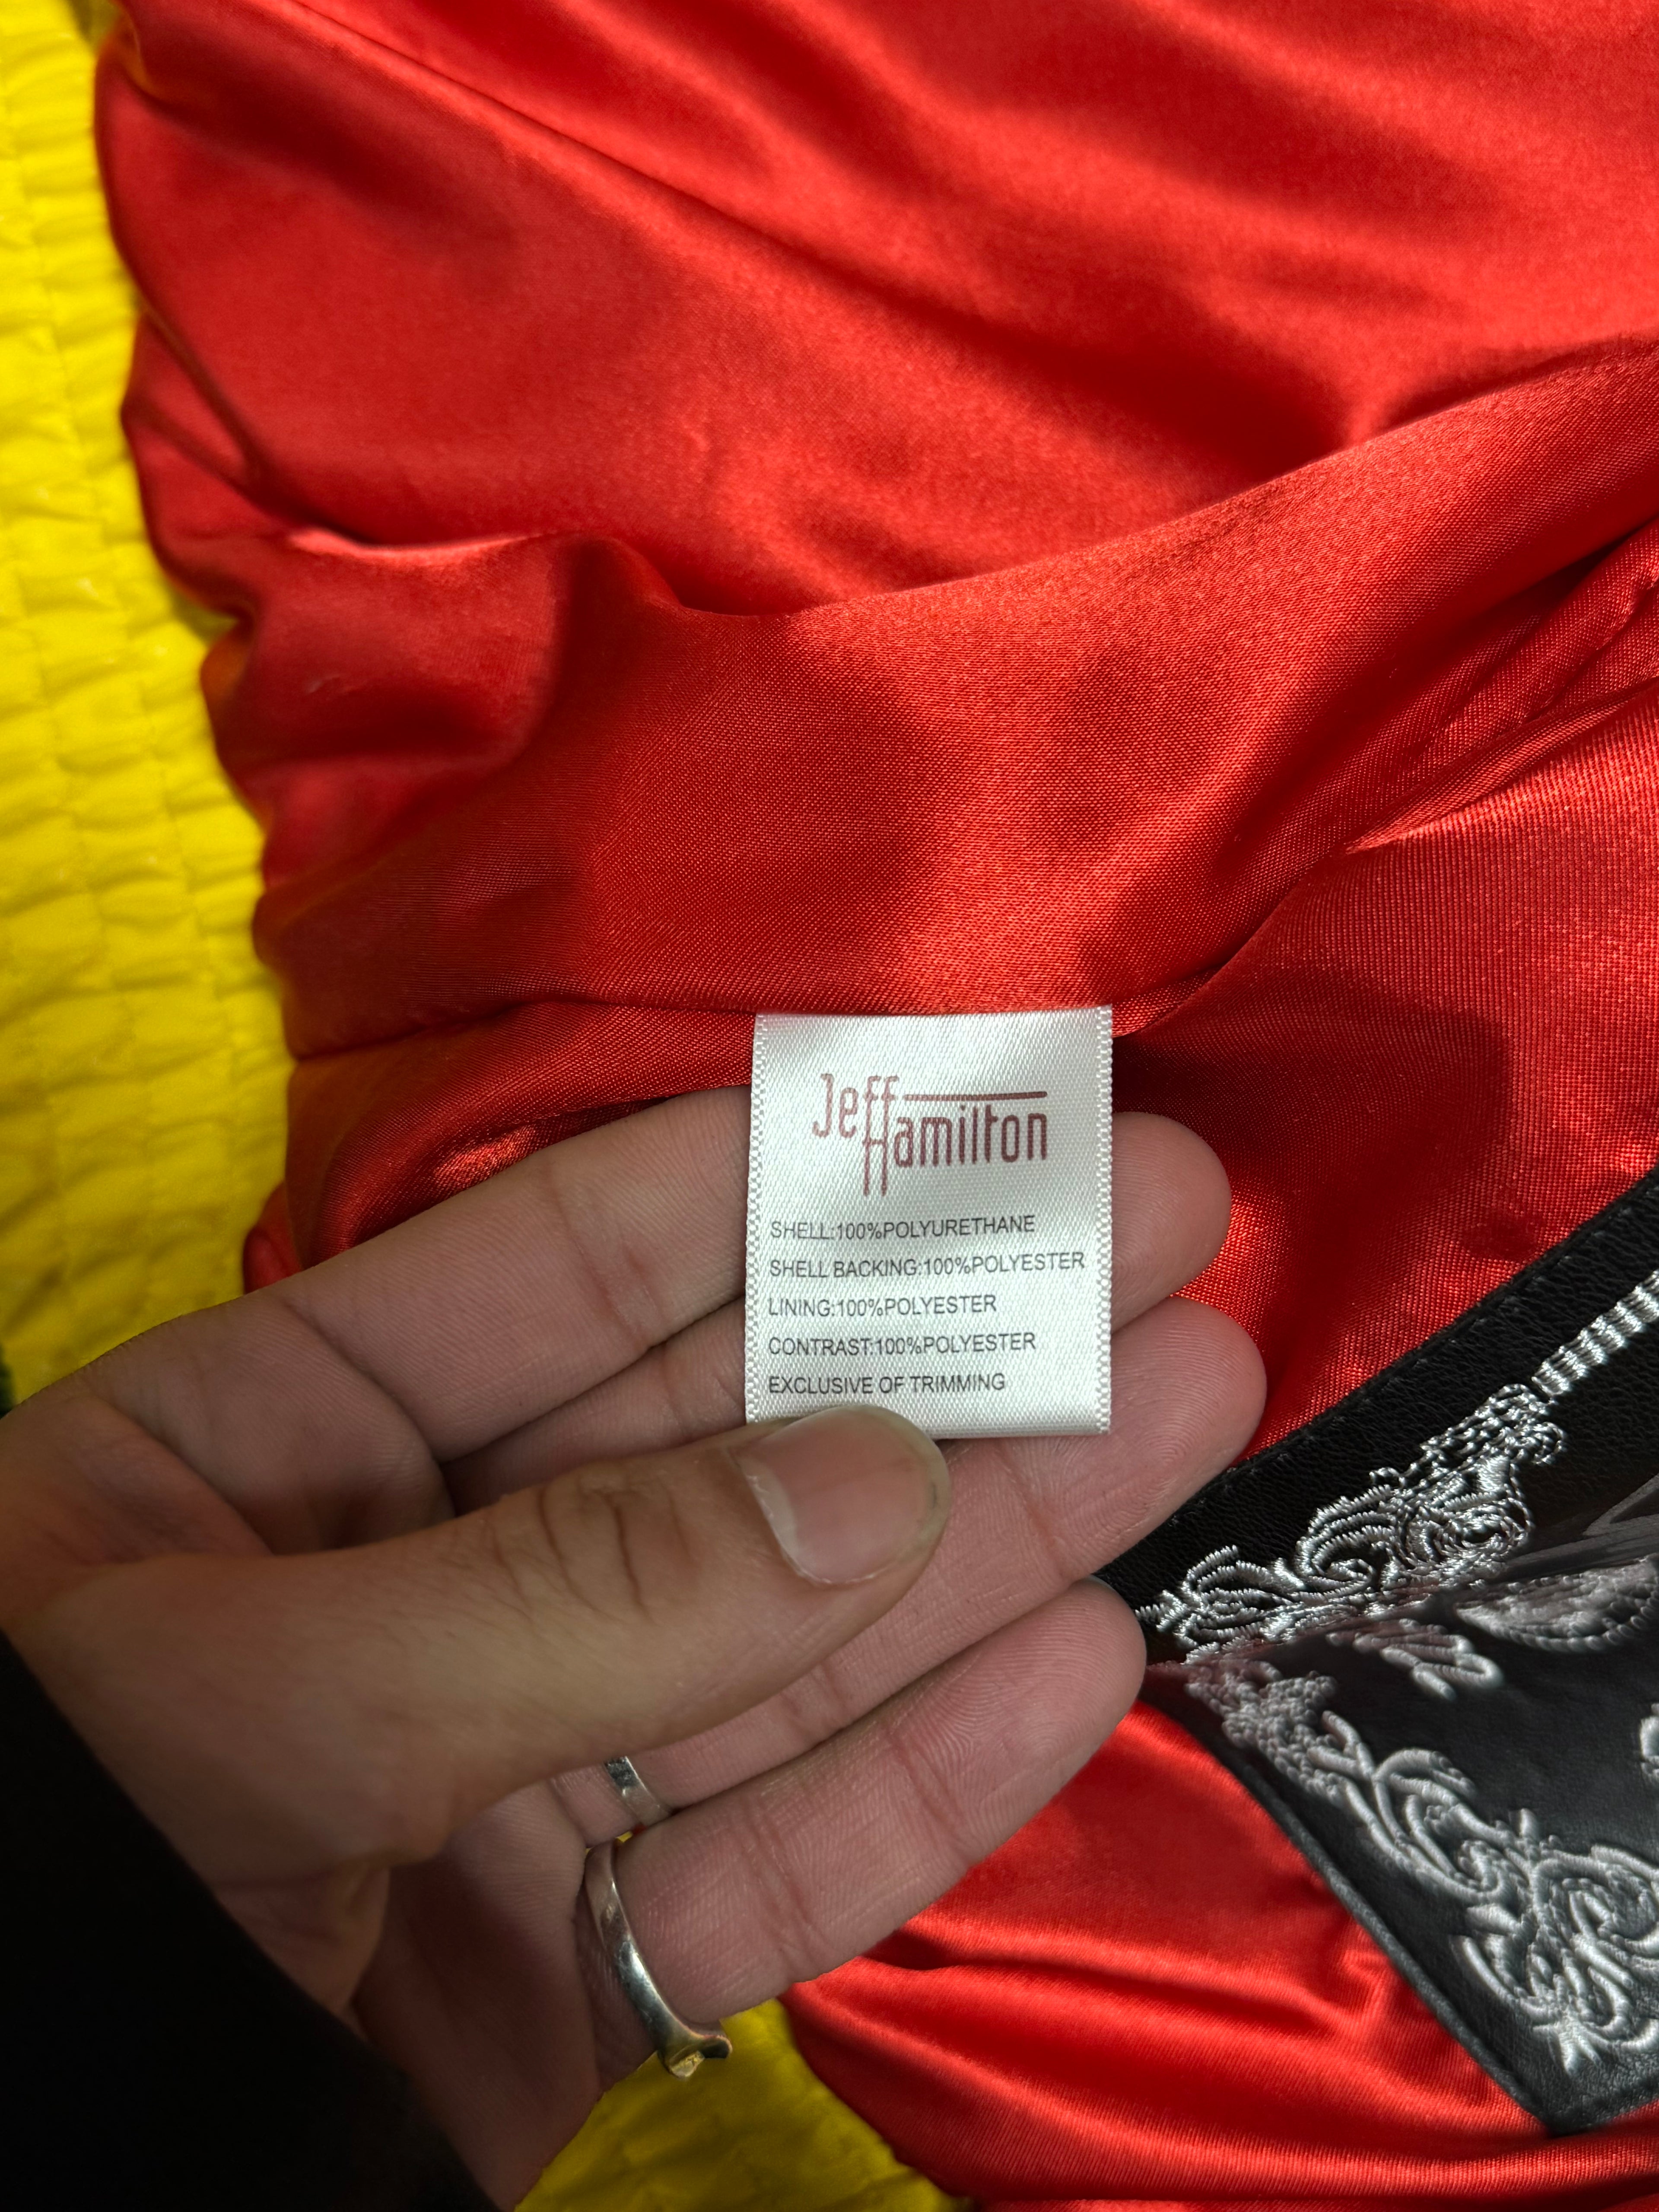 Jeff
Hamilton
SHELL:100%POLYURETHANE
SHELL BACKING:100%POLYESTER
LINING:100%POLYESTER
CONTRAST:100%POLYESTER
EXCLUSIVE OF TRIMMING